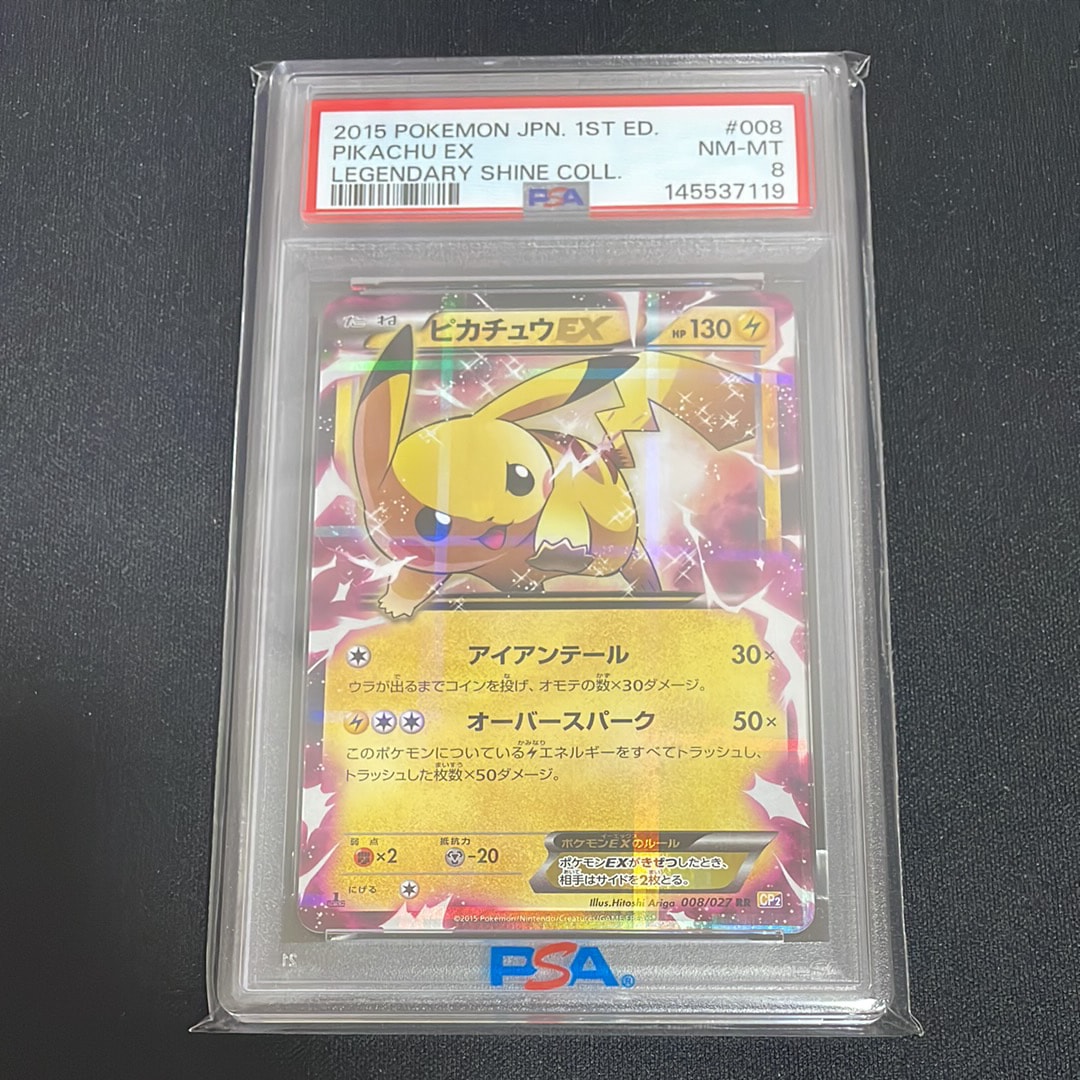 2015 POKEMON JPN. 1ST ED. #008
PIKACHU EX NM-MT
LEGENDARY SHINE COLL. 8
PSA 145537119
たね ピカチュウEX HP130
アイアンテール 30×
ウラが出るまでコインを投げ、オモテの数×30ダメージ。
オーバースパーク 50×
このポケモンについているエネルギーをすべてトラッシュし、
トラッシュした枚数×50ダメージ。
弱点 ×2 抵抗力 -20
ポケモンEXのルール
ポケモンEXがきぜつしたとき、
相手はサイドを2枚とる。
にげる
Illus.Hitoshi Ariga 008/027 RR CP2
©2015 Pokémon/Nintendo/Creatures/GAME FREAK
PSA®
21